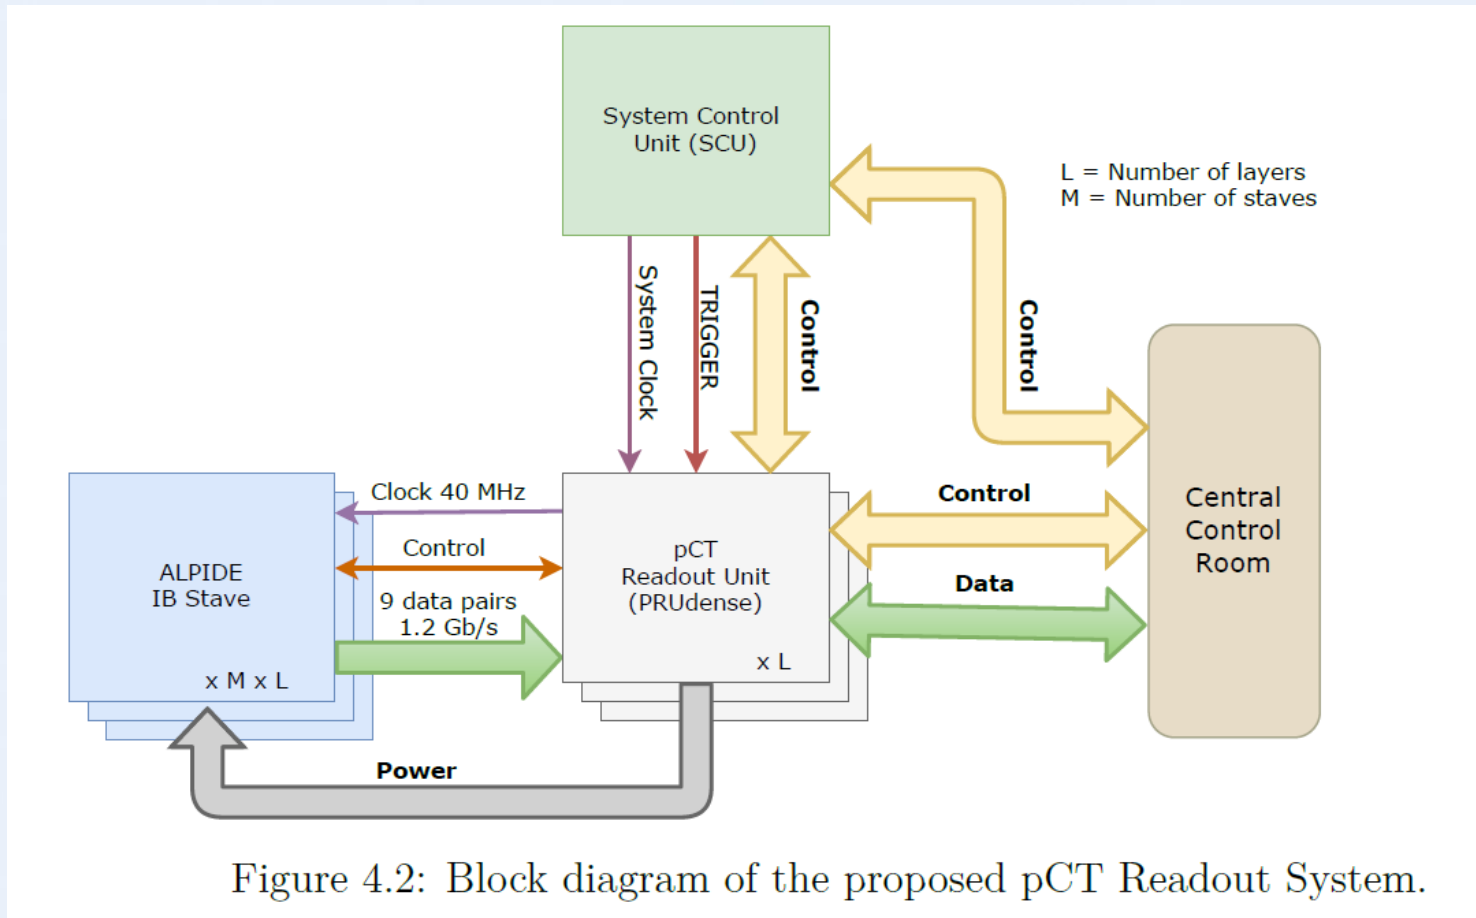 System Control
Unit (SCU)
L = Number of layers
M = Number of staves
System Clock
TRIGGER
Control
Control
Clock 40 MHz
Control
9 data pairs
1.2 Gb/s
ALPIDE
IB Stave
x M x L
pCT
Readout Unit
(PRUdense)
x L
Control
Data
Central
Control
Room
Power
Figure 4.2: Block diagram of the proposed pCT Readout System.